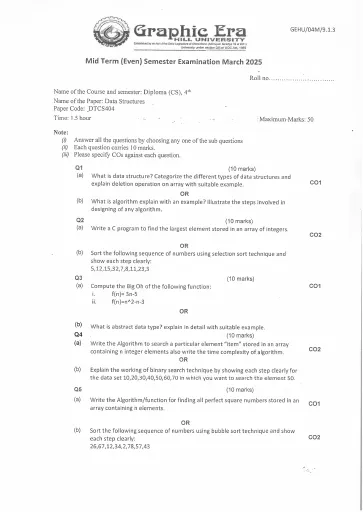 GEHU/04M/9.1.3
Graphic Era
HILL UNIVERSITY
Mid Term (Even) Semester Examination March 2025
Roll no.............................
Name of the Course and semester: Diploma (CS), 4th
Name of the Paper: Data Structures
Paper Code: DTCS404
Time: 1.5 hour
Maximum Marks: 50
Note:
(i) Answer all the questions by choosing any one of the sub questions
(ii) Each question carries 10 marks.
(iii) Please specify COs against each question.
Q1 (10 marks)
(a) What is data structure? Categorize the different types of data structures and
explain deletion operation on array with suitable example. CO1
OR
(b) What is algorithm explain with an example? Illustrate the steps involved in
designing of any algorithm.
Q2 (10 marks)
(a) Write a C program to find the largest element stored in an array of integers.
CO2
OR
(b) Sort the following sequence of numbers using selection sort technique and
show each step clearly:
5,12,15,32,7,8,11,23,3
Q3 (10 marks)
(a) Compute the Big Oh of the following function: CO1
i. f(n)= 3n-5
ii. f(n)=n^2-n-3
OR
(b) What is abstract data type? explain in detail with suitable example.
Q4 (10 marks)
(a) Write the Algorithm to search a particular element "item" stored in an array
containing n integer elements also write the time complexity of algorithm. CO2
OR
(b) Explain the working of binary search technique by showing each step clearly for
the data set 10,20,30,40,50,60,70 in which you want to search the element 50.
Q5 (10 marks)
(a) Write the Algorithm/function for finding all perfect square numbers stored in an
array containing n elements. CO1
OR
(b) Sort the following sequence of numbers using bubble sort technique and show
each step clearly: CO2
26,67,12,34,2,78,57,43